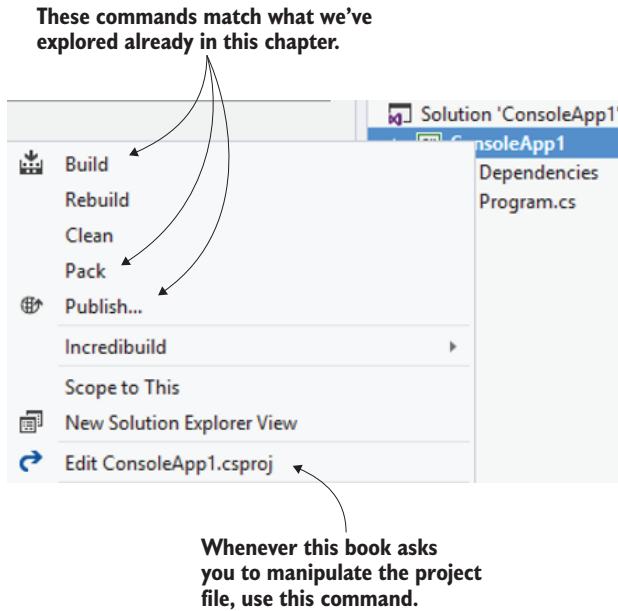 These commands match what we've
explored already in this chapter.
Solution 'ConsoleApp1'
ConsoleApp1
Build
Dependencies
Rebuild
Program.cs
Clean
Pack
Publish...
Incredibuild
Scope to This
New Solution Explorer View
Edit ConsoleApp1.csproj
Whenever this book asks
you to manipulate the project
file, use this command.